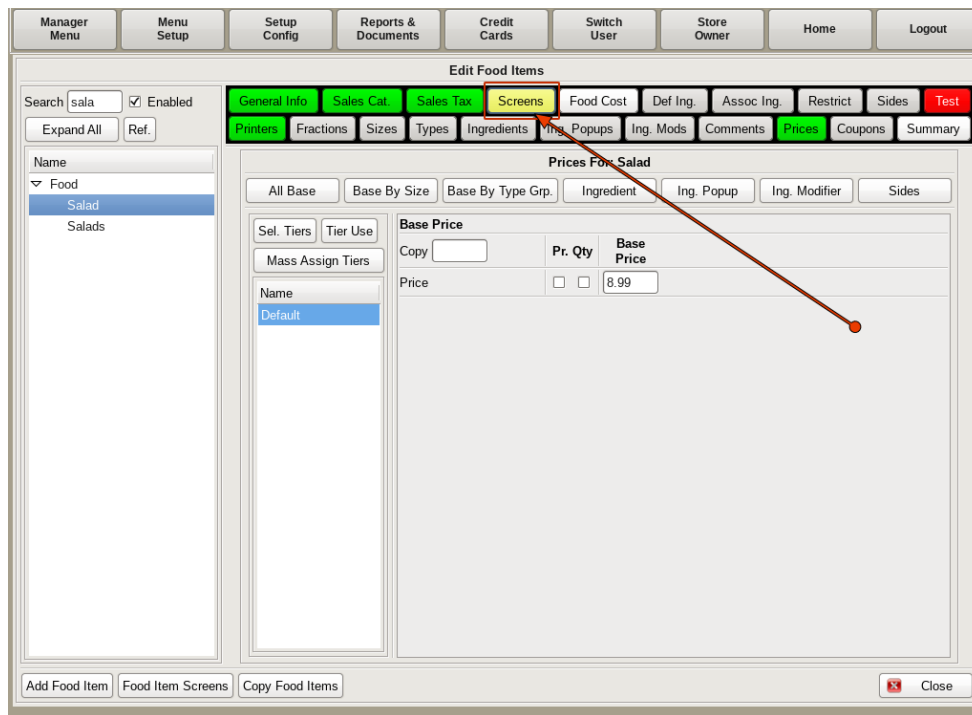 Manager Menu
Menu Setup
Setup Config
Reports & Documents
Credit Cards
Switch User
Store Owner
Home
Logout
Edit Food Items
Search sala Enabled
Expand All Ref.
General Info Sales Cat. Sales Tax Screens Food Cost Def Ing. Assoc Ing. Restrict Sides Test
Printers Fractions Sizes Types Ingredients Ing. Popups Ing. Mods Comments Prices Coupons Summary
Name
Food
Salad
Salads
Prices For: Salad
All Base Base By Size Base By Type Grp. Ingredient Ing. Popup Ing. Modifier Sides
Sel. Tiers Tier Use
Mass Assign Tiers
Name
Default
Base Price
Copy Pr. Qty Base Price
Price 8.99
Add Food Item Food Item Screens Copy Food Items Close